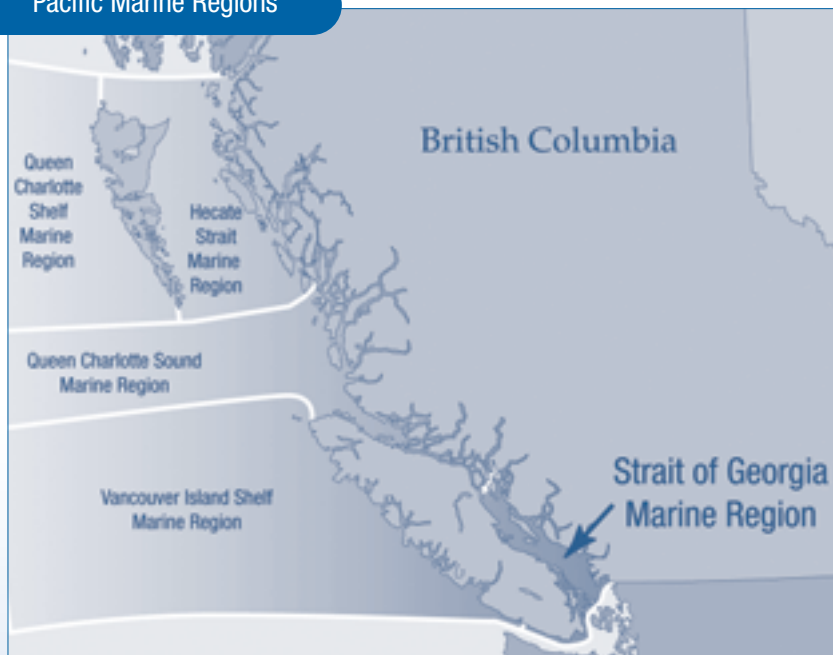 Pacific Marine Regions
British Columbia
Queen
Charlotte
Shelf
Marine
Region
Hecate
Strait
Marine
Region
Queen Charlotte Sound
Marine Region
Strait of Georgia
Marine Region
Vancouver Island Shelf
Marine Region